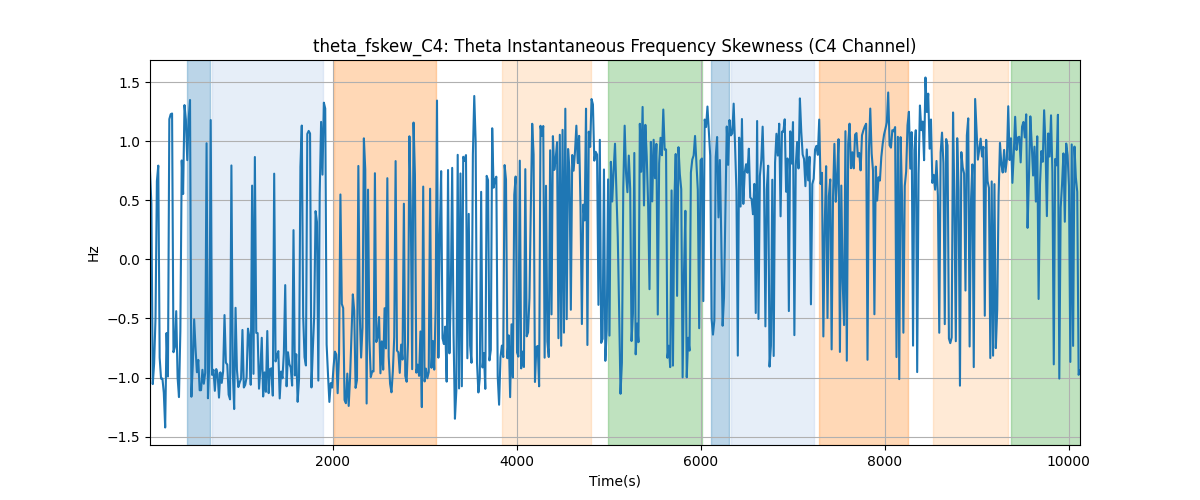 theta_fskew_C4: Theta Instantaneous Frequency Skewness (C4 Channel)
1.5
1.0
0.5
0.0
−0.5
−1.0
−1.5
Hz
2000 4000 6000 8000 10000
Time(s)